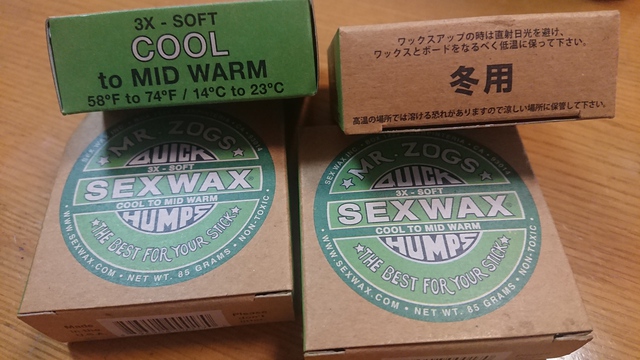 3X - SOFT
COOL
to MID WARM
58°F to 74°F / 14°C to 23°C
ワックスアップの時は直射日光を避け、
ワックスとボードをなるべく低温に保って下さい。
冬用
高温の場所では溶ける恐れがありますので涼しい場所に保管して下さい。
★ MR. ZOGS ★
QUICK
3X - SOFT
SEXWAX
COOL TO MID WARM
HUMPS
★THE BEST FOR YOUR STICK★
• WWW.SEXWAX.COM • NET WT. 85 GRAMS • NON-TOXIC •
Made
★ MR. ZOGS ★
QUICK
3X - SOFT
SEXWAX
COOL TO MID WARM
HUMPS
★THE BEST FOR YOUR STICK★
• WWW.SEXWAX.COM • NET WT. 85 GRAMS • NON-TOXIC •